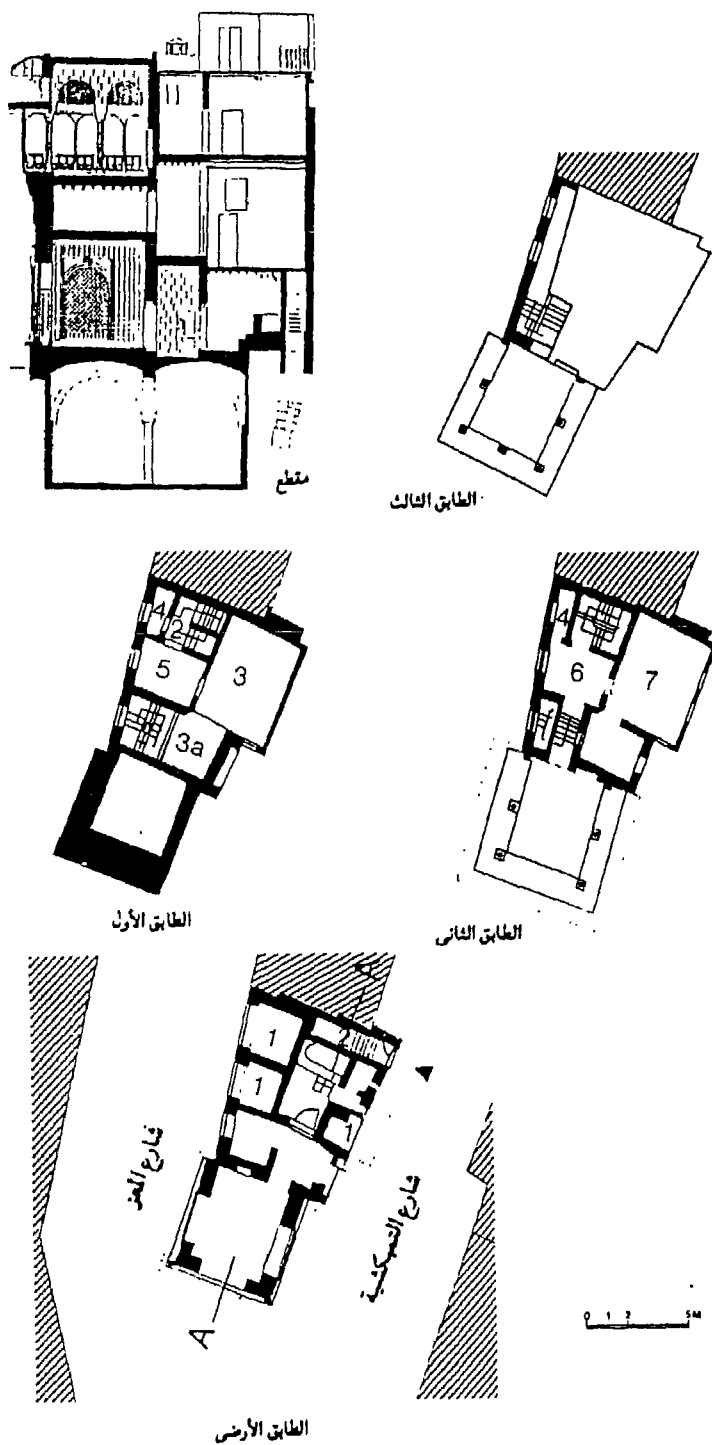 مقطع
الطابق الثالث
4
2
5
3
3a
الطابق الأول
4
6
7
الطابق الثاني
A
1
1
2
1
شارع المعز
شارع التمبكشية
A
0 1 2 5M
الطابق الأرضى